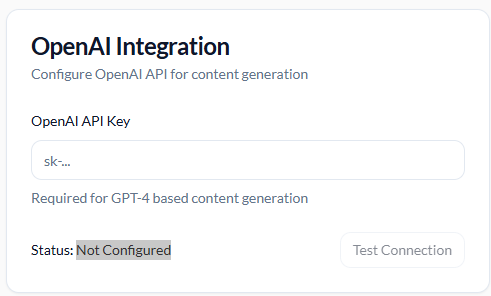 OpenAI Integration
Configure OpenAI API for content generation
OpenAI API Key
sk-...
Required for GPT-4 based content generation
Status: Not Configured
Test Connection